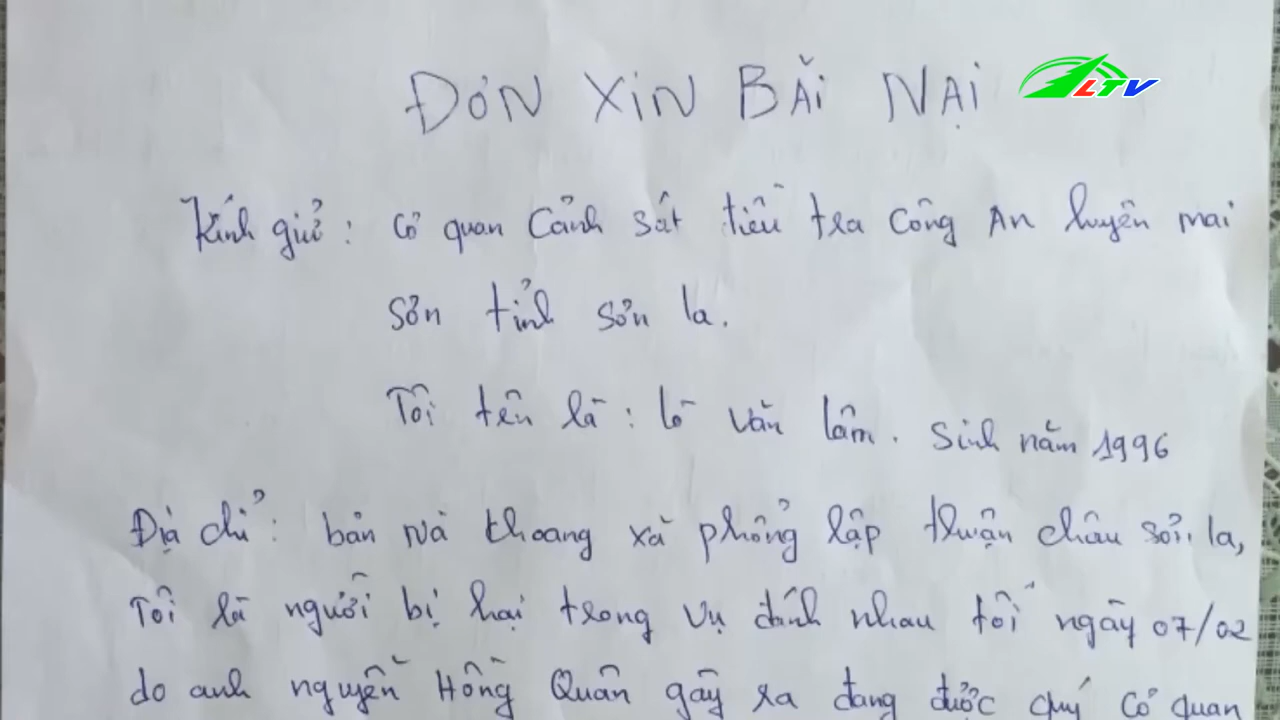 ĐƠN XIN BÃI NẠI
LTV
Kính gửi: Cơ quan Cảnh sát tiều tra Công An huyện mai
sơn tỉnh sơn la.
Tôi tên là: lò văn lâm. Sinh năm 1996
Địa chỉ: bản Nà khoang xã phỏng lập thuận châu sơn la,
Tôi là người bị hại trong vụ đánh nhau tối ngày 07/02
do anh nguyễn Hồng Quân gây ra đang được quý cơ quan